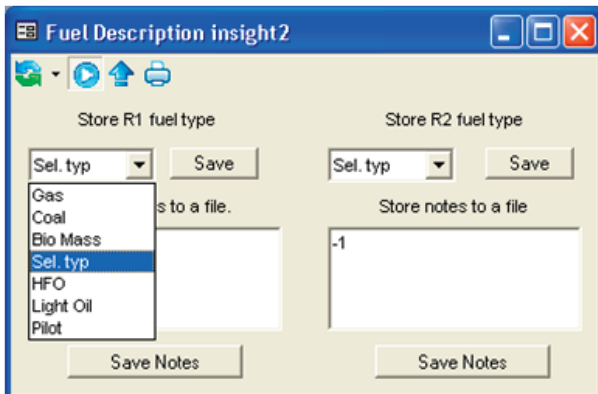 Fuel Description insight2
Store R1 fuel type
Store R2 fuel type
Sel. typ
Save
Sel. typ
Save
Gas
Coal
Bio Mass
Sel. typ
HFO
Light Oil
Pilot
s to a file.
Store notes to a file
-1
Save Notes
Save Notes